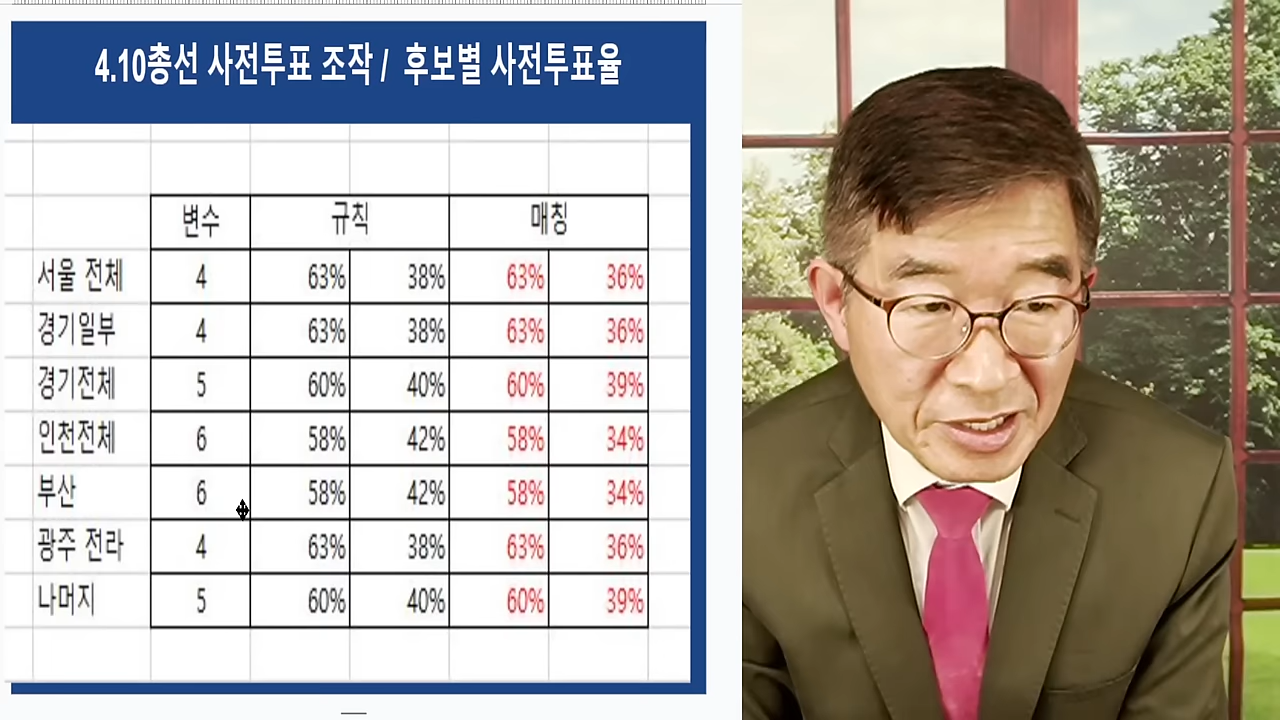 4.10총선 사전투표 조작 / 후보별 사전투표율
변수 규칙 매칭
서울 전체 4 63% 38% 63% 36%
경기일부 4 63% 38% 63% 36%
경기전체 5 60% 40% 60% 39%
인천전체 6 58% 42% 58% 34%
부산 6 58% 42% 58% 34%
광주 전라 4 63% 38% 63% 36%
나머지 5 60% 40% 60% 39%